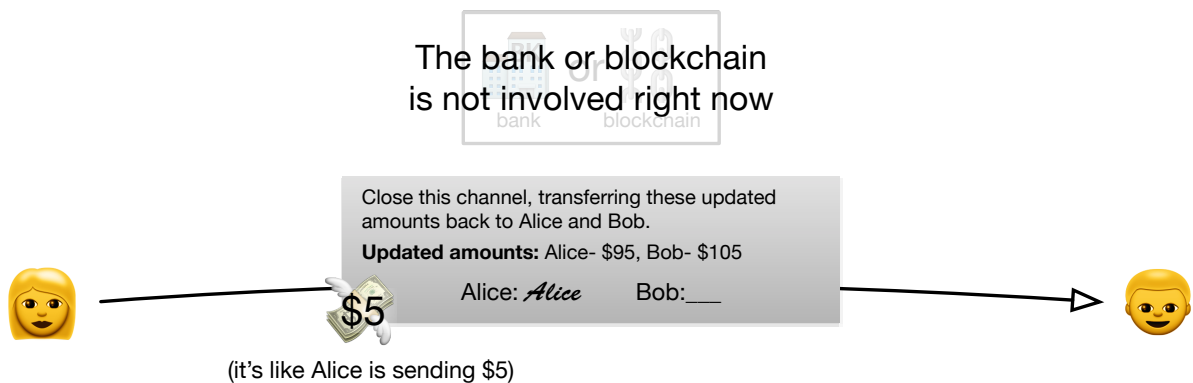 The bank or blockchain
is not involved right now
or
bank
blockchain
Close this channel, transferring these updated
amounts back to Alice and Bob.
Updated amounts: Alice- $95, Bob- $105
Alice: Alice Bob:___
$5
(it's like Alice is sending $5)